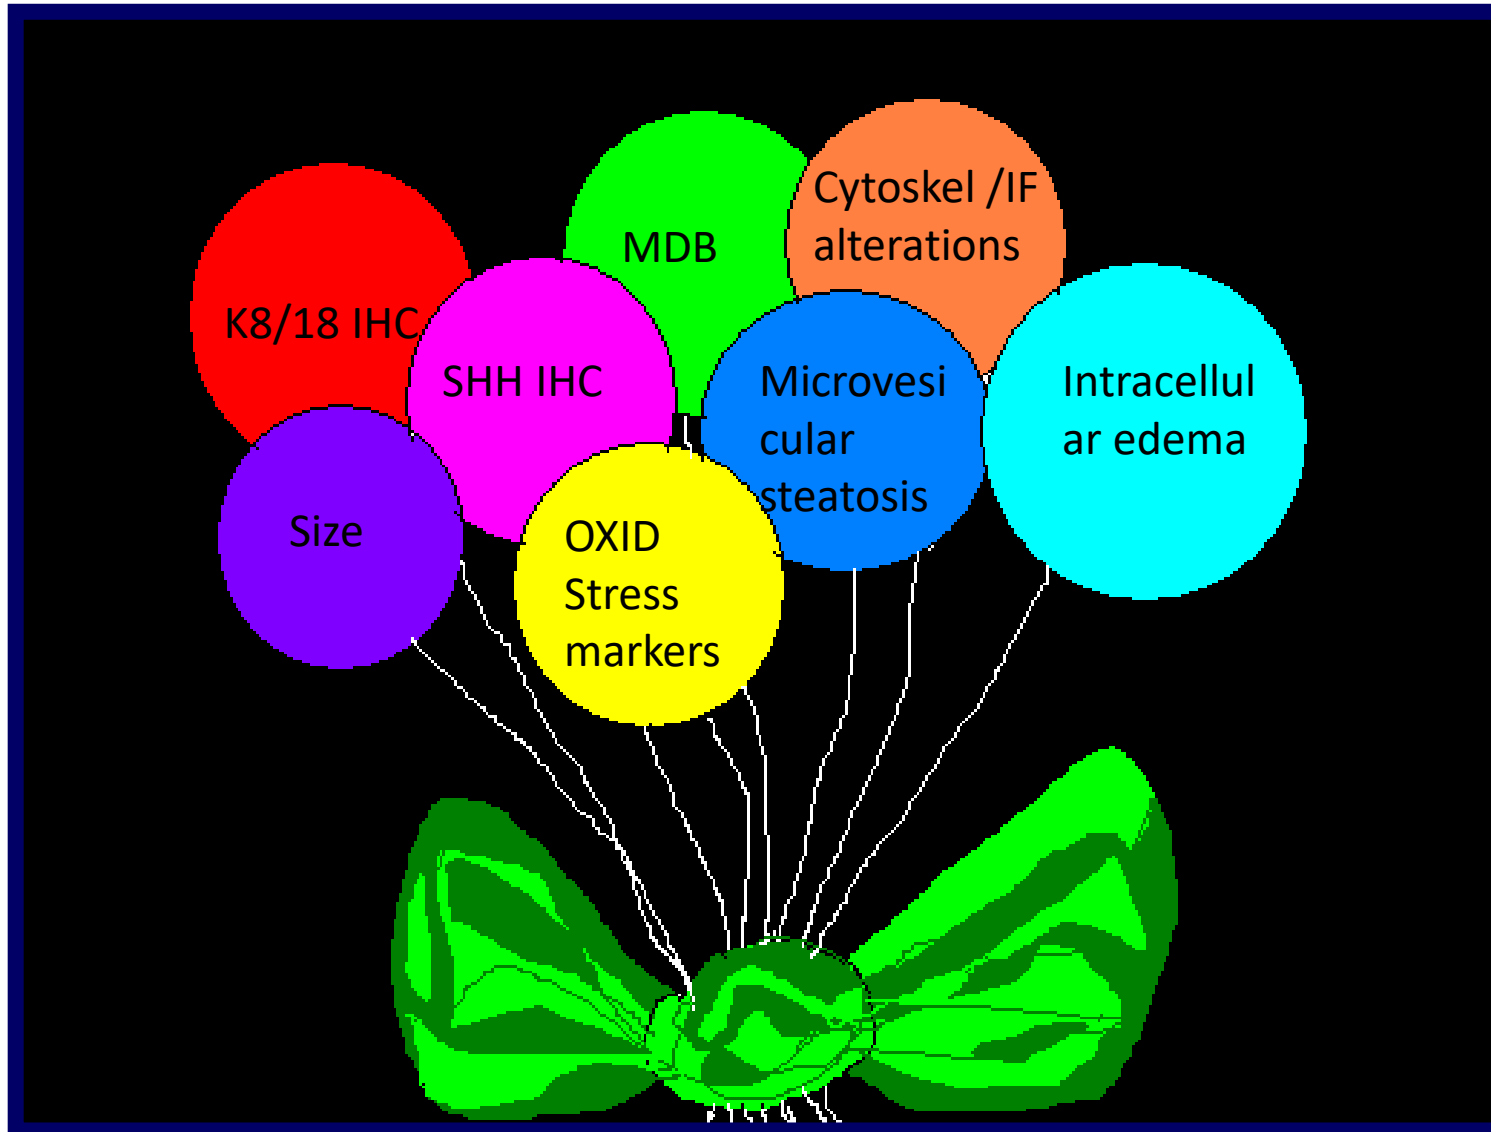 K8/18 IHC
MDB
Cytoskel /IF
alterations
SHH IHC
Microvesi
cular
steatosis
Intracellul
ar edema
Size
OXID
Stress
markers